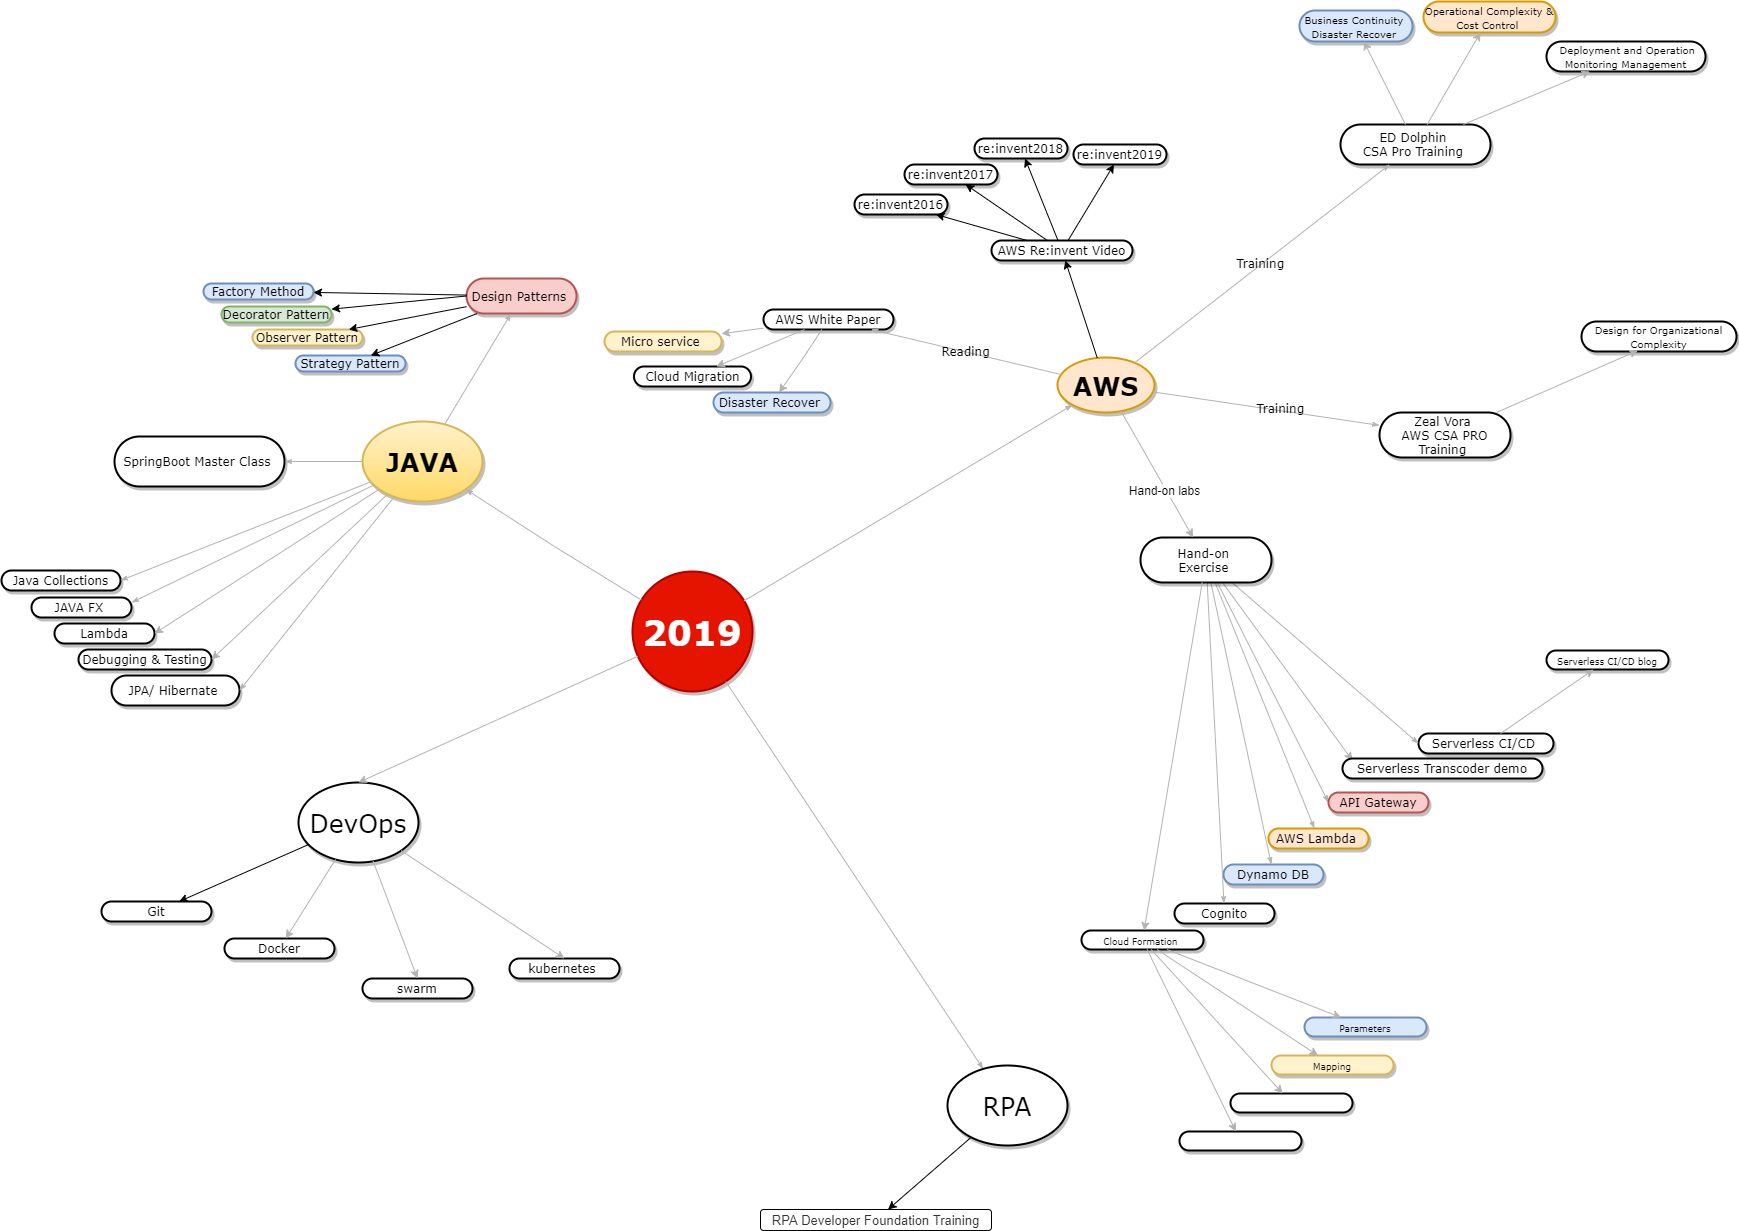 Business Continuity
Disaster Recover
Operational Complexity &
Cost Control
Deployment and Operation
Monitoring Management
ED Dolphin
CSA Pro Training
re:invent2018
re:invent2019
re:invent2017
re:invent2016
AWS Re:invent Video
Training
Factory Method
Design Patterns
Decorator Pattern
Observer Pattern
Strategy Pattern
AWS White Paper
Micro service
Cloud Migration
Disaster Recover
Reading
AWS
Design for Organizational
Complexity
Training
Zeal Vora
AWS CSA PRO
Training
JAVA
SpringBoot Master Class
Hand-on labs
Hand-on
Exercise
Java Collections
JAVA FX
Lambda
Debugging & Testing
JPA/ Hibernate
2019
Serverless CI/CD blog
Serverless CI/CD
Serverless Transcoder demo
API Gateway
AWS Lambda
Dynamo DB
Cognito
Cloud Formation
DevOps
Git
Docker
swarm
kubernetes
Parameters
Mapping
RPA
RPA Developer Foundation Training